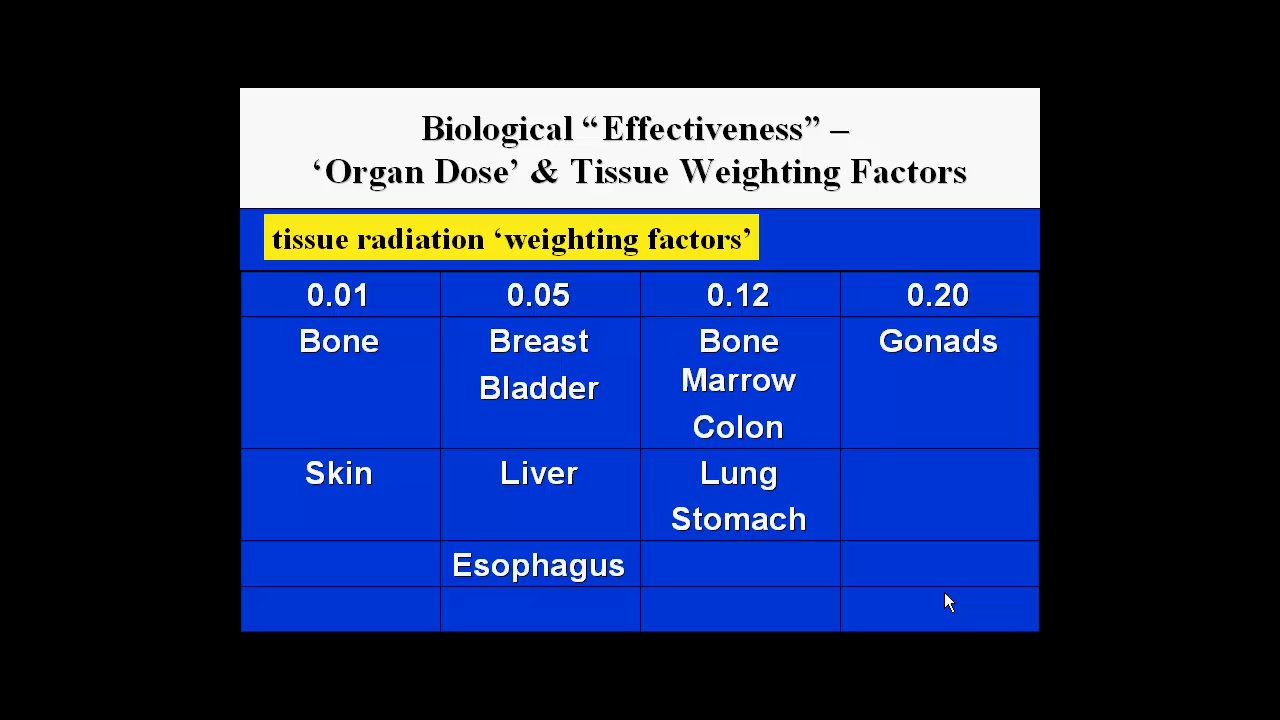 Biological “Effectiveness” –
‘Organ Dose’ & Tissue Weighting Factors
tissue radiation ‘weighting factors’
0.01 0.05 0.12 0.20
Bone Breast Bone Gonads
Marrow
Bladder
Colon
Skin Liver Lung
Stomach
Esophagus